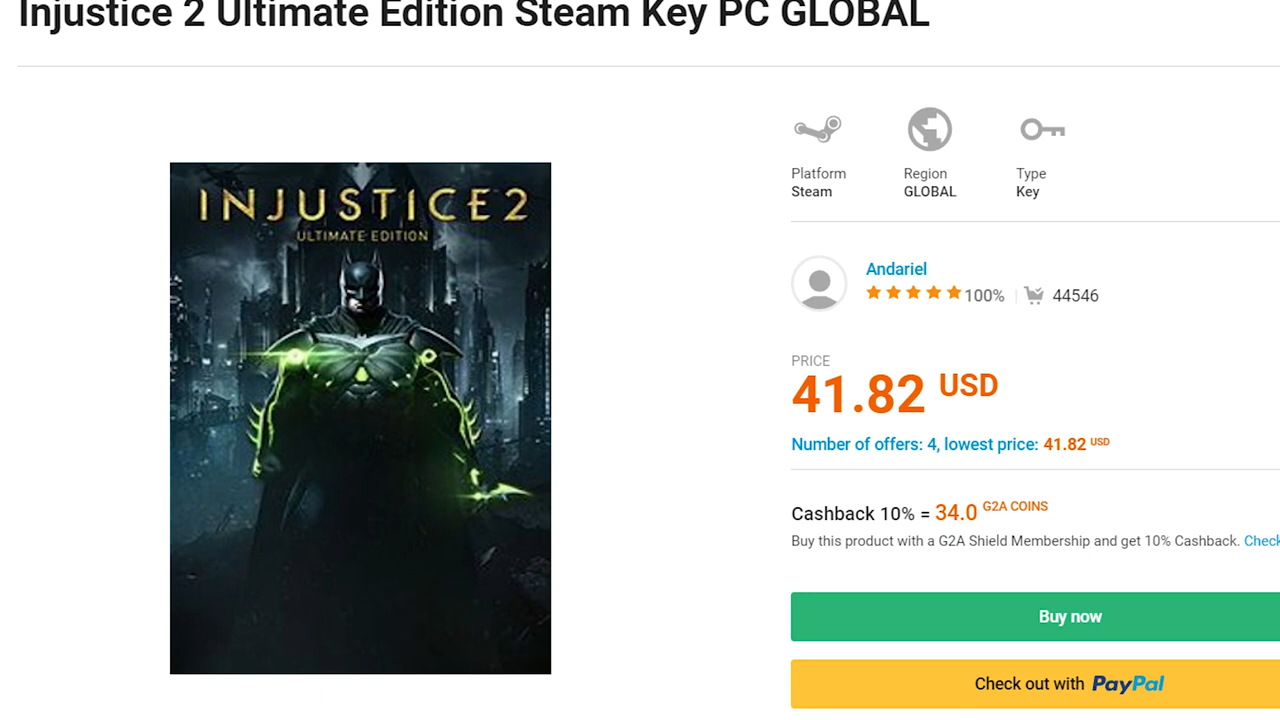 Injustice 2 Ultimate Edition Steam Key PC GLOBAL
INJUSTICE 2
ULTIMATE EDITION
Platform
Steam
Region
GLOBAL
Type
Key
Andariel
100%
44546
PRICE
41.82 USD
Number of offers: 4, lowest price: 41.82 USD
Cashback 10% = 34.0 G2A COINS
Buy this product with a G2A Shield Membership and get 10% Cashback. Check
Buy now
Check out with PayPal